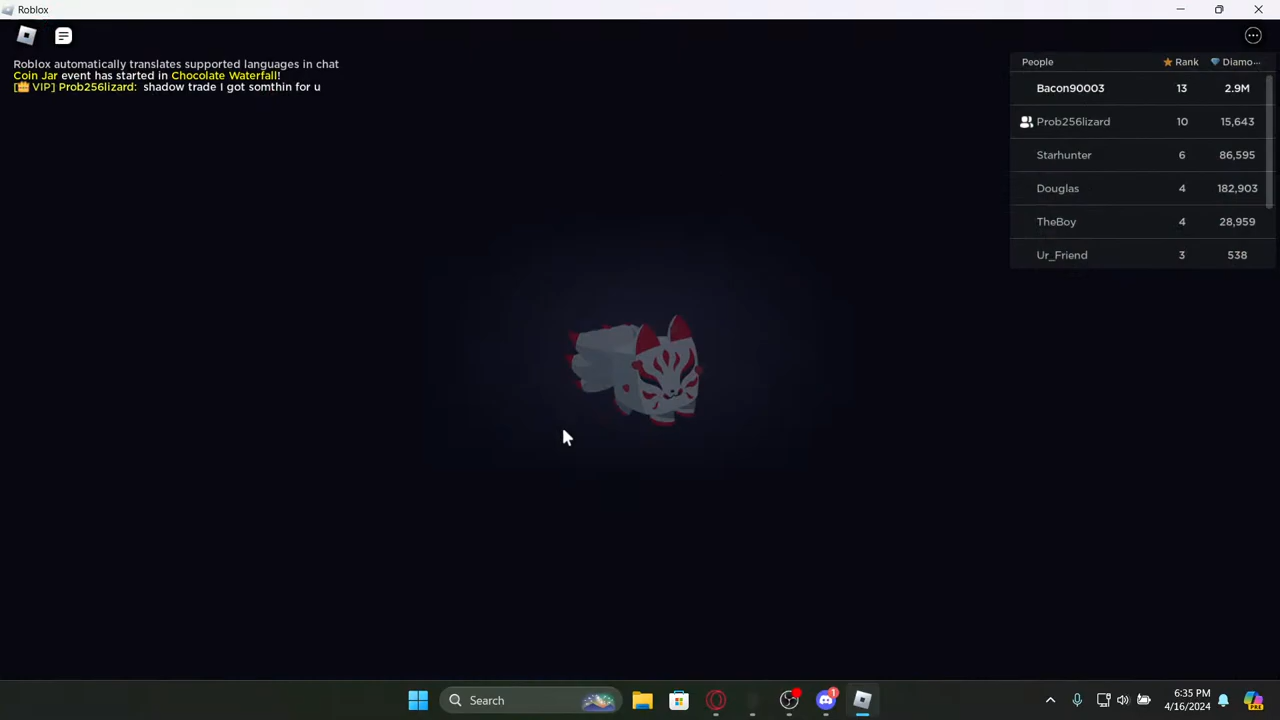 Roblox
Roblox automatically translates supported languages in chat
Coin Jar event has started in Chocolate Waterfall!
[VIP] Prob256lizard: shadow trade I got somthin for u
People Rank Diamo...
Bacon90003 13 2.9M
Prob256lizard 10 15,643
Starhunter 6 86,595
Douglas 4 182,903
TheBoy 4 28,959
Ur_Friend 3 538
Search
1
6:35 PM
4/16/2024
PRE